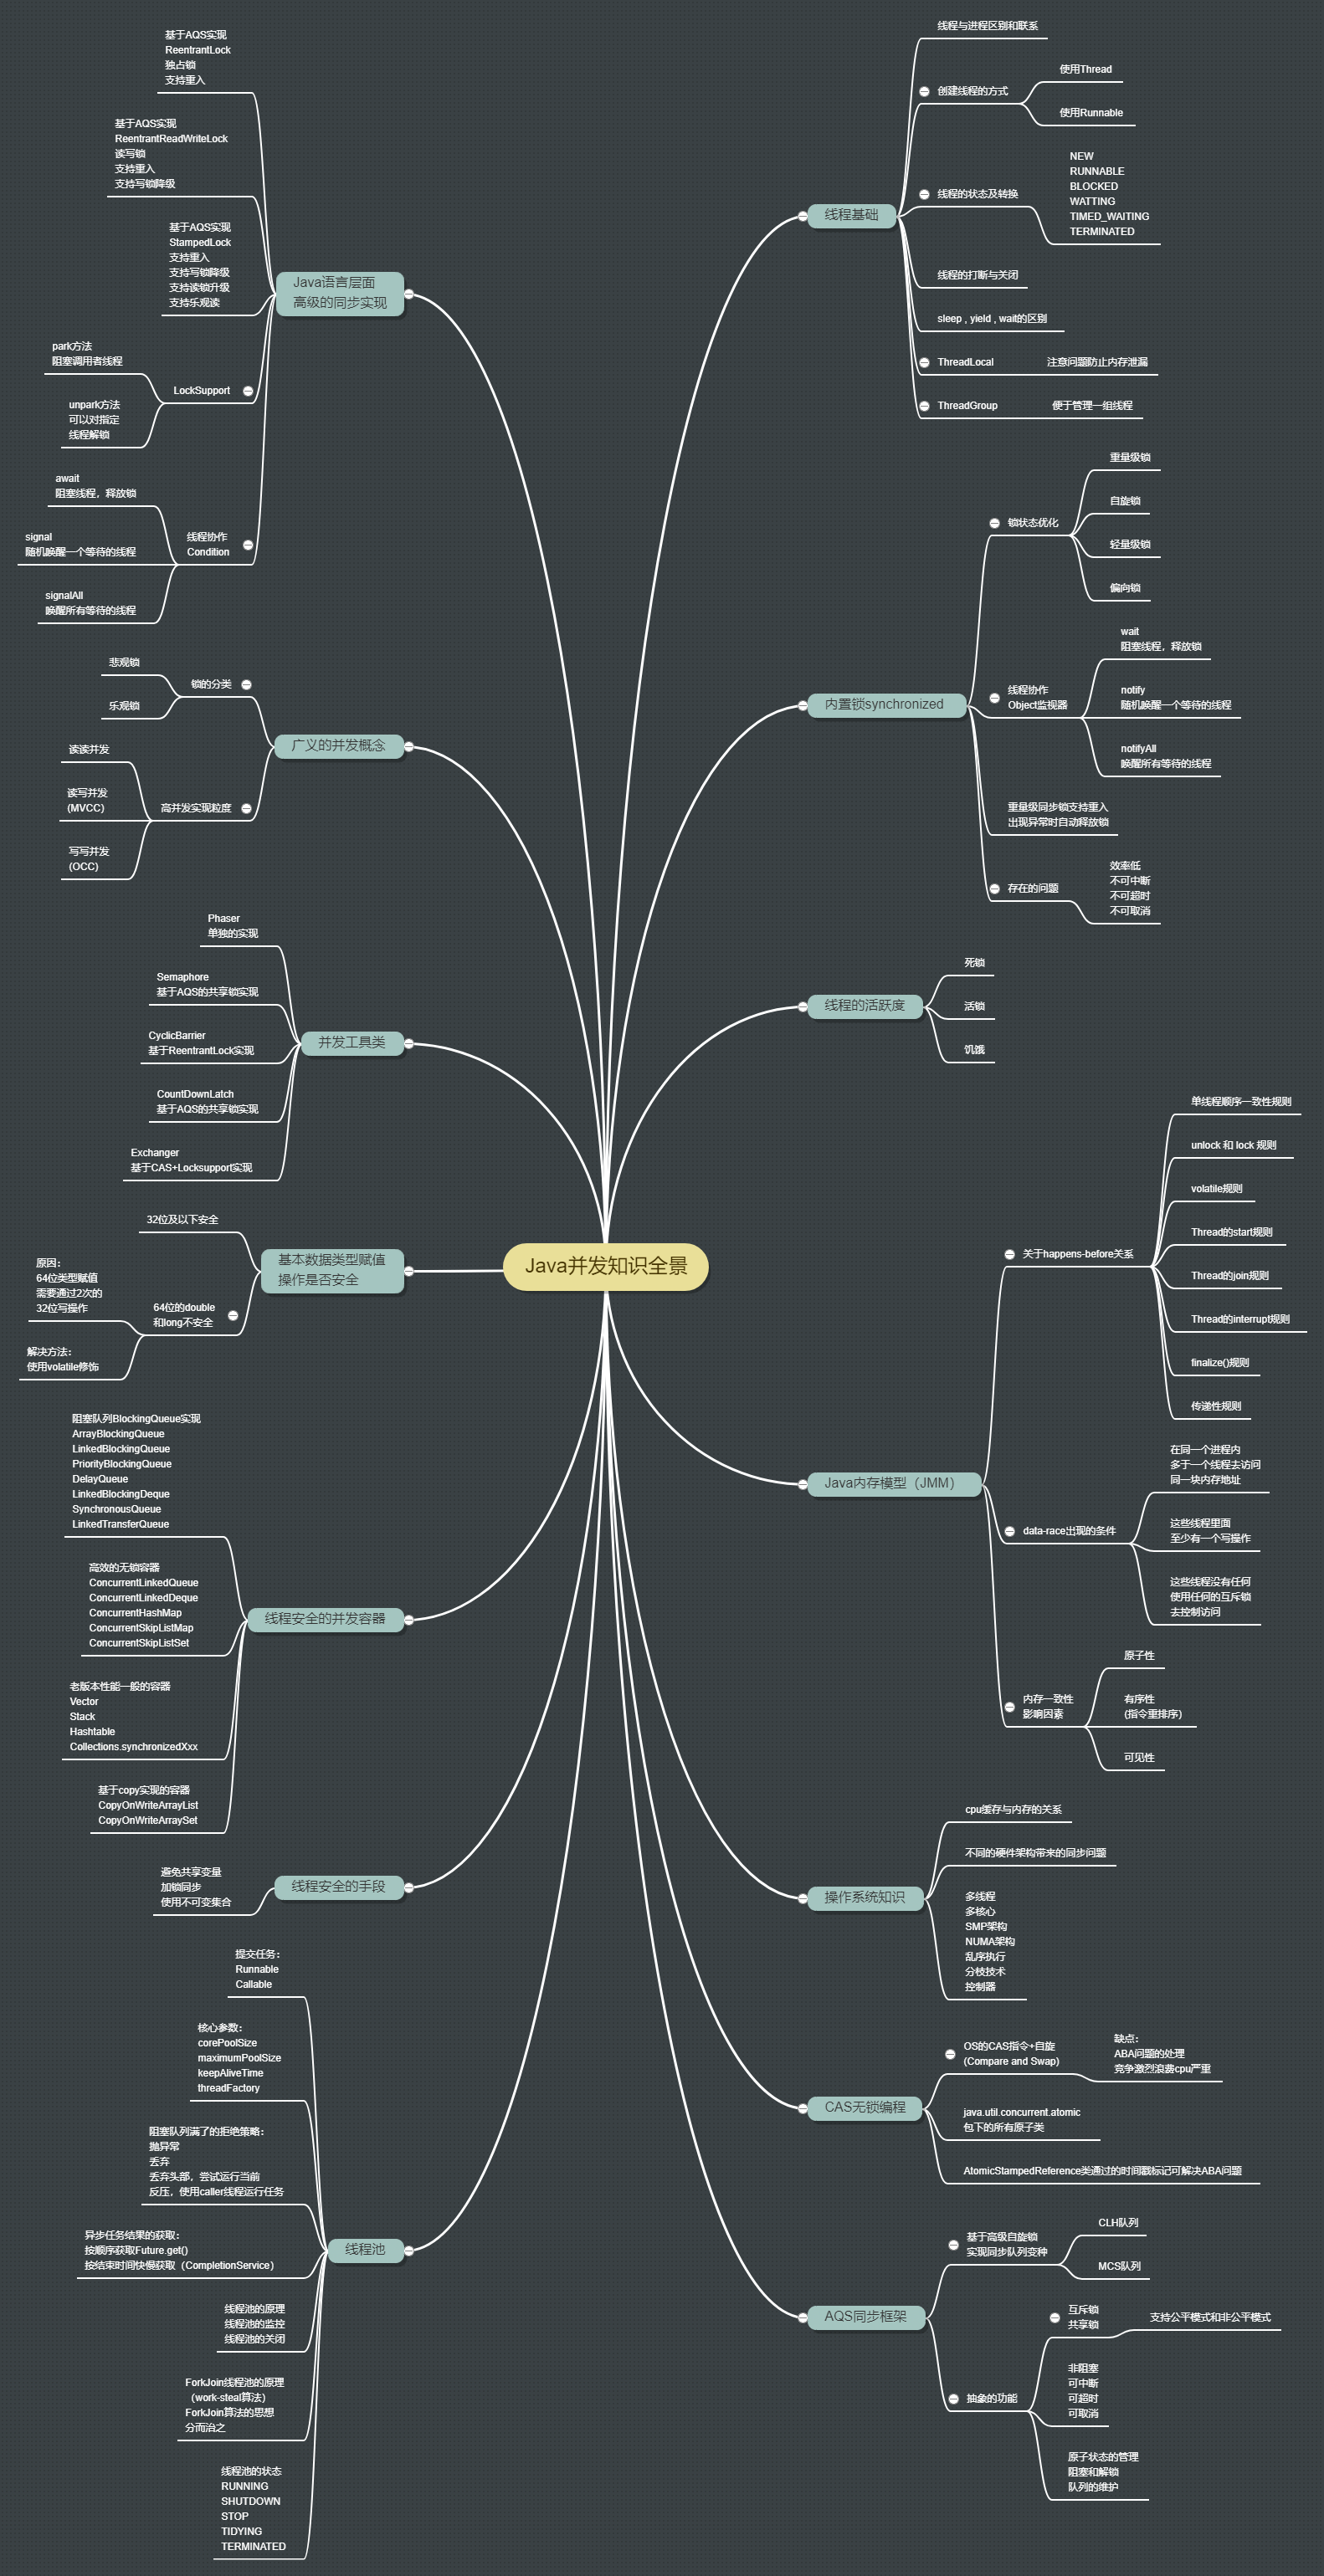 Java并发知识全景
线程基础
线程与进程区别和联系
创建线程的方式
使用Thread
使用Runnable
线程的状态及转换
NEW
RUNNABLE
BLOCKED
WATTING
TIMED_WAITING
TERMINATED
线程的打断与关闭
sleep , yield , wait的区别
ThreadLocal
注意问题防止内存泄漏
ThreadGroup
便于管理一组线程
内置锁synchronized
锁状态优化
重量级锁
自旋锁
轻量级锁
偏向锁
线程协作
Object监视器
wait
阻塞线程，释放锁
notify
随机唤醒一个等待的线程
notifyAll
唤醒所有等待的线程
重量级同步锁支持重入
出现异常时自动释放锁
存在的问题
效率低
不可中断
不可超时
不可取消
线程的活跃度
死锁
活锁
饥饿
Java内存模型（JMM）
关于happens-before关系
单线程顺序一致性规则
unlock 和 lock 规则
volatile规则
Thread的start规则
Thread的join规则
Thread的interrupt规则
finalize()规则
传递性规则
data-race出现的条件
在同一个进程内
多于一个线程去访问
同一块内存地址
这些线程里面
至少有一个写操作
这些线程没有任何
使用任何的互斥锁
去控制访问
内存一致性
影响因素
原子性
有序性
(指令重排序)
可见性
操作系统知识
cpu缓存与内存的关系
不同的硬件架构带来的同步问题
多线程
多核心
SMP架构
NUMA架构
乱序执行
分枝技术
控制器
CAS无锁编程
OS的CAS指令+自旋
(Compare and Swap)
缺点：
ABA问题的处理
竞争激烈浪费cpu严重
java.util.concurrent.atomic
包下的所有原子类
AtomicStampedReference类通过的时间戳标记可解决ABA问题
AQS同步框架
基于高级自旋锁
实现同步队列变种
CLH队列
MCS队列
抽象的功能
互斥锁
共享锁
支持公平模式和非公平模式
非阻塞
可中断
可超时
可取消
原子状态的管理
阻塞和解锁
队列的维护
Java语言层面
高级的同步实现
基于AQS实现
ReentrantLock
独占锁
支持重入
基于AQS实现
ReentrantReadWriteLock
读写锁
支持重入
支持写锁降级
基于AQS实现
StampedLock
支持重入
支持写锁降级
支持读锁升级
支持乐观读
LockSupport
park方法
阻塞调用者线程
unpark方法
可以对指定
线程解锁
线程协作
Condition
await
阻塞线程，释放锁
signal
随机唤醒一个等待的线程
signalAll
唤醒所有等待的线程
广义的并发概念
锁的分类
悲观锁
乐观锁
高并发实现粒度
读读并发
读写并发
(MVCC)
写写并发
(OCC)
并发工具类
Phaser
单独的实现
Semaphore
基于AQS的共享锁实现
CyclicBarrier
基于ReentrantLock实现
CountDownLatch
基于AQS的共享锁实现
Exchanger
基于CAS+Locksupport实现
基本数据类型赋值
操作是否安全
32位及以下安全
64位的double
和long不安全
原因：
64位类型赋值
需要通过2次的
32位写操作
解决方法：
使用volatile修饰
线程安全的并发容器
阻塞队列BlockingQueue实现
ArrayBlockingQueue
LinkedBlockingQueue
PriorityBlockingQueue
DelayQueue
LinkedBlockingDeque
SynchronousQueue
LinkedTransferQueue
高效的无锁容器
ConcurrentLinkedQueue
ConcurrentLinkedDeque
ConcurrentHashMap
ConcurrentSkipListMap
ConcurrentSkipListSet
老版本性能一般的容器
Vector
Stack
Hashtable
Collections.synchronizedXxx
基于copy实现的容器
CopyOnWriteArrayList
CopyOnWriteArraySet
线程安全的手段
避免共享变量
加锁同步
使用不可变集合
线程池
提交任务：
Runnable
Callable
核心参数：
corePoolSize
maximumPoolSize
keepAliveTime
threadFactory
阻塞队列满了的拒绝策略：
抛异常
丢弃
丢弃头部，尝试运行当前
反压，使用caller线程运行任务
异步任务结果的获取：
按顺序获取Future.get()
按结束时间快慢获取（CompletionService）
线程池的原理
线程池的监控
线程池的关闭
ForkJoin线程池的原理
（work-steal算法）
ForkJoin算法的思想
分而治之
线程池的状态
RUNNING
SHUTDOWN
STOP
TIDYING
TERMINATED